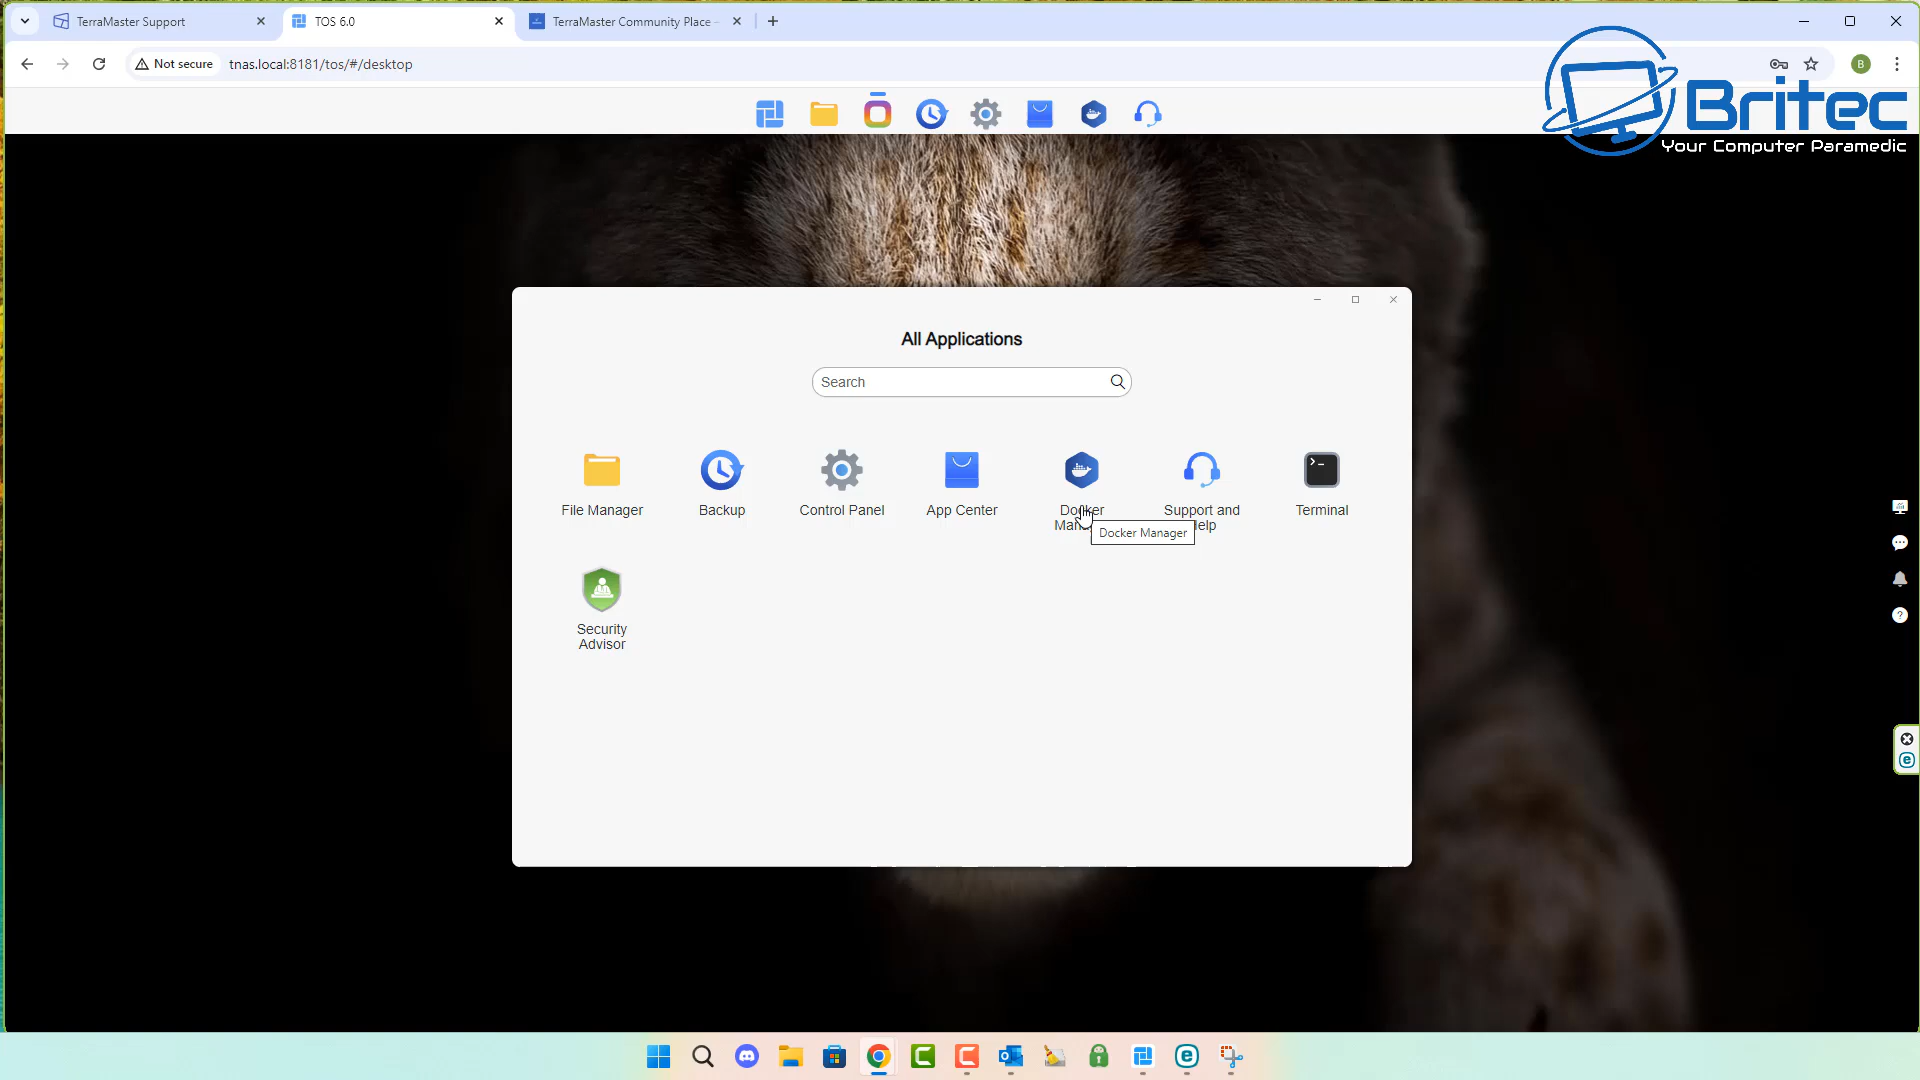 TerraMaster Support
TOS 6.0
TerraMaster Community Place -
Not secure
tnas.local:8181/tos/#/desktop
B
Britec
Your Computer Paramedic
All Applications
Search
File Manager
Backup
Control Panel
App Center
Docker
Support and
Terminal
Docker Manager
Security
Advisor